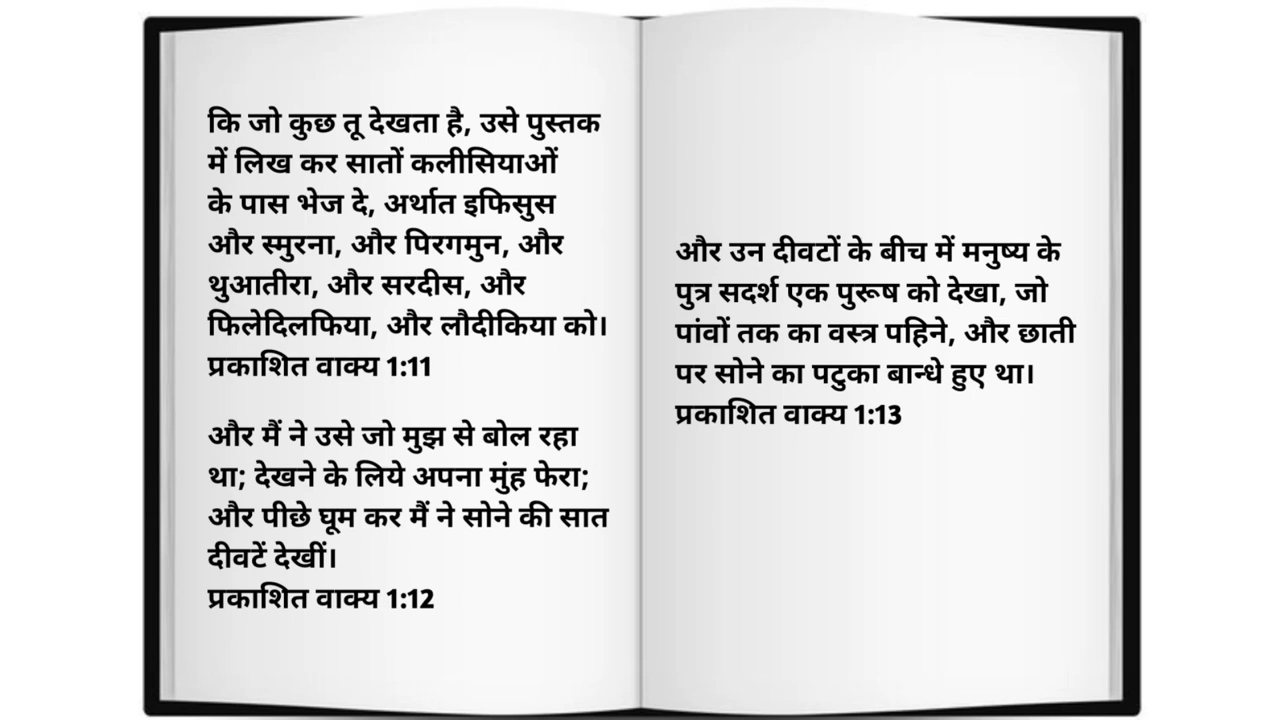 कि जो कुछ तू देखता है, उसे पुस्तक
में लिख कर सातों कलीसियाओं
के पास भेज दे, अर्थात इफिसुस
और स्मुरना, और पिरगमुन, और
थुआतीरा, और सरदीस, और
फिलेदिलफिया, और लौदीकिया को।
प्रकाशित वाक्य 1:11
और मैं ने उसे जो मुझ से बोल रहा
था; देखने के लिये अपना मुंह फेरा;
और पीछे घूम कर मैं ने सोने की सात
दीवटें देखीं।
प्रकाशित वाक्य 1:12
और उन दीवटों के बीच में मनुष्य के
पुत्र सदर्श एक पुरूष को देखा, जो
पांवों तक का वस्त्र पहिने, और छाती
पर सोने का पटुका बान्धे हुए था।
प्रकाशित वाक्य 1:13